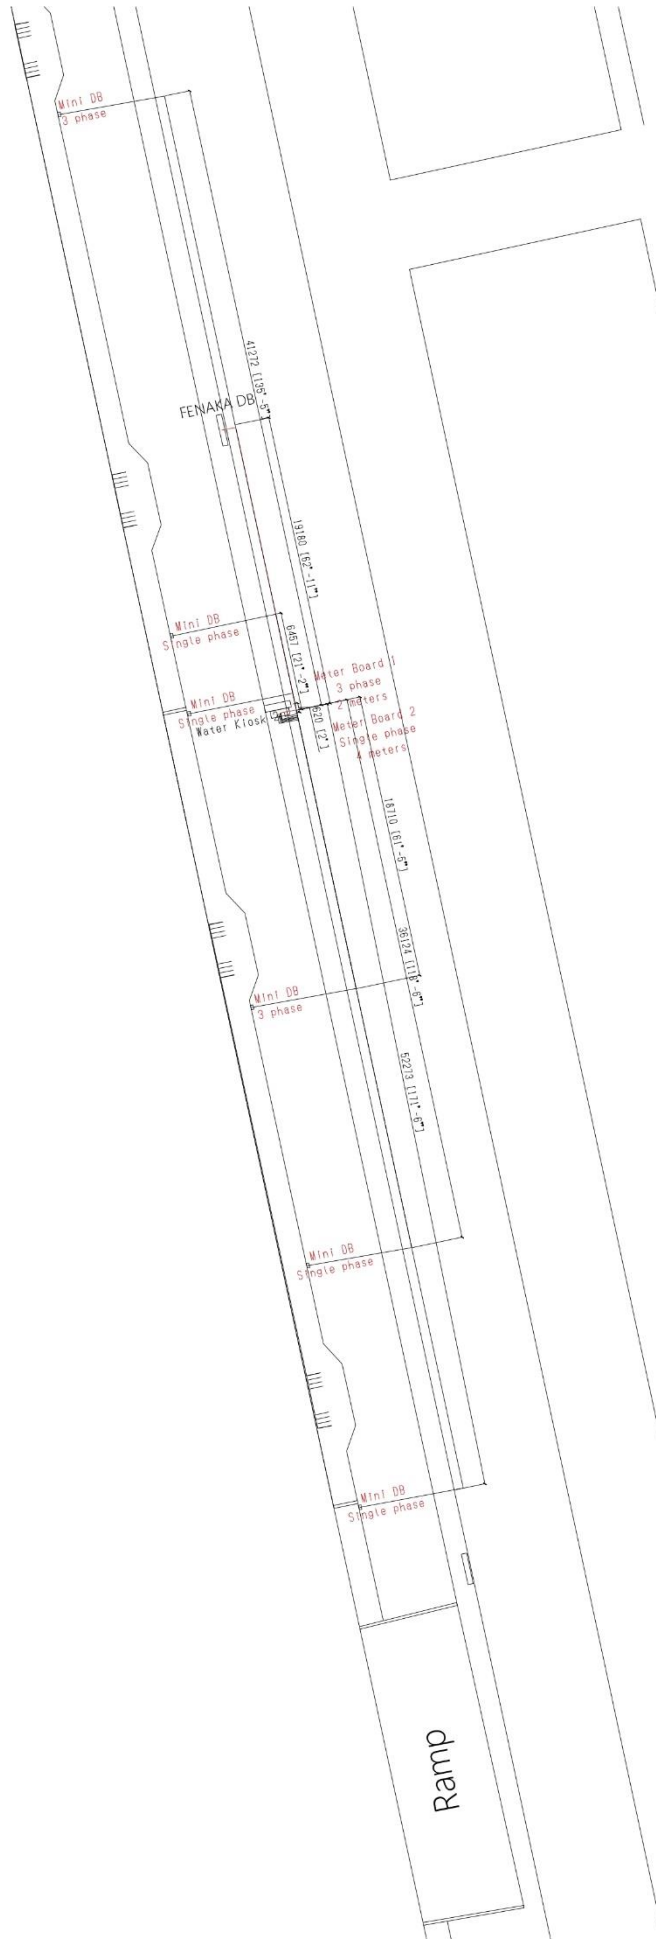 Mini DB
3 phase
41272 [135'-5"]
FENAKA DB
19180 [62'-11"]
Mini DB
Single phase
6457 [21'-2"]
Meter Board 1
3 phase
2 meters
Mini DB
Single phase
Water Kiosk
620 [2']
Meter Board 2
Single phase
4 meters
18710 [61'-5"]
36124 [118'-6"]
Mini DB
3 phase
52273 [171'-6"]
Mini DB
Single phase
Mini DB
Single phase
Ramp